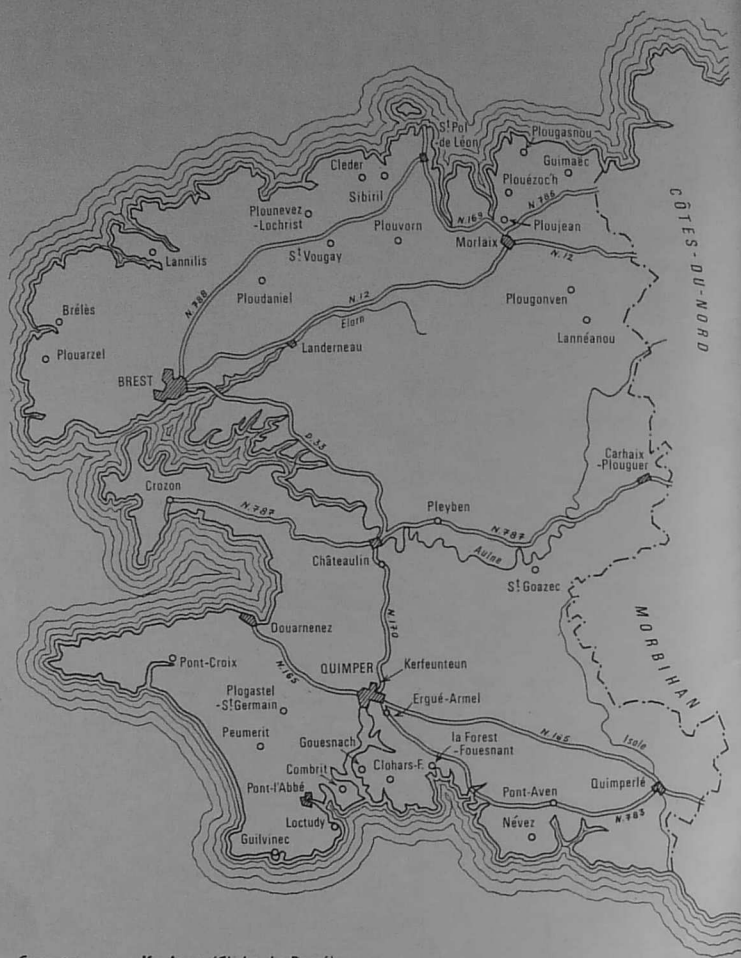 St Pol
-de Léon
Plougasnou
Guimaëc
Cleder
Sibiril
Plouézoc'h
N.786
Plounevez
-Lochrist
Plouvorn
N.169
Ploujean
Morlaix
N.12
St Vougay
Lannilis
Ploudaniel
N.788
N.12
Elorn
Plougonven
Lannéanou
CÔTES-DU-NORD
Brélès
Plouarzel
Landerneau
BREST
D.33
Carhaix
-Plouguer
Crozon
N.787
Pleyben
N.787
Châteaulin
Aulne
St Goazec
N.170
MORBIHAN
Douarnenez
Pont-Croix
N.165
QUIMPER
Kerfeunteun
Plogastel
-St Germain
Ergué-Armel
Peumerit
Gouesnach
la Forest
-Fouesnant
N.165
Isole
Clohars-F.
Combrit
Pont-l'Abbé
Pont-Aven
Quimperlé
N.783
Loctudy
Névez
Guilvinec